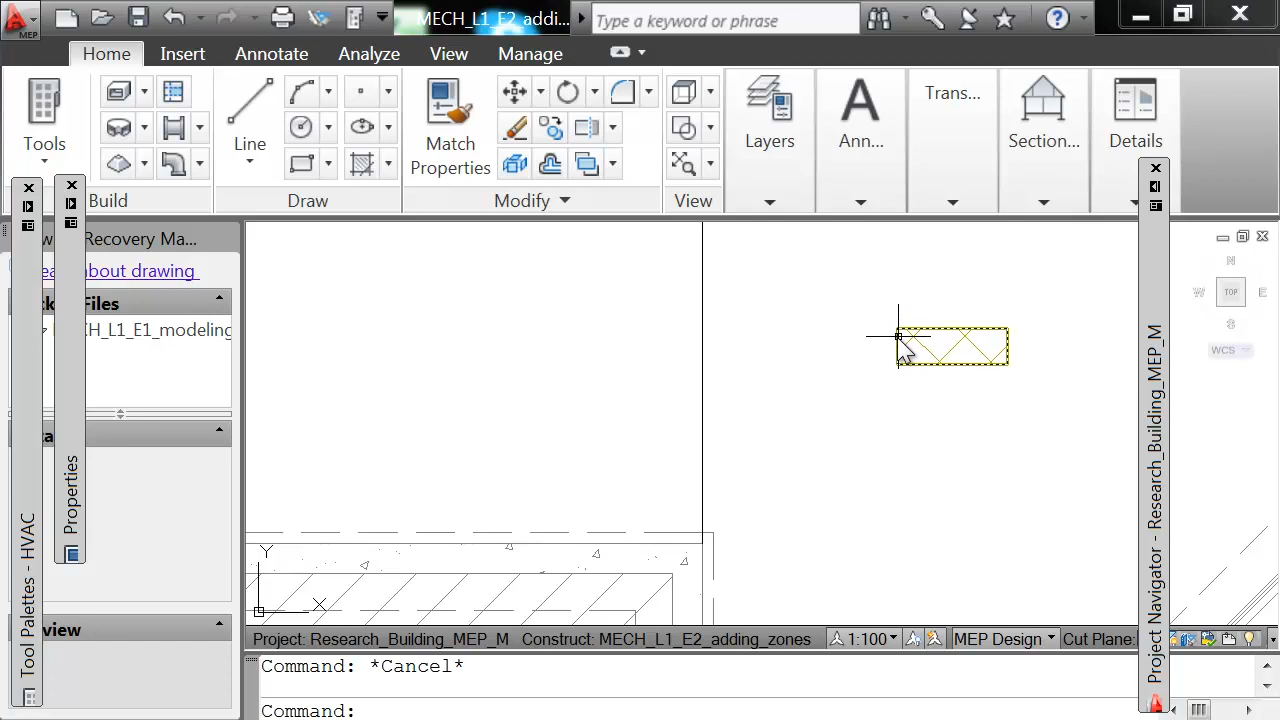 MEP
MECH_L1_E2_addi...
Type a keyword or phrase
Home Insert Annotate Analyze View Manage
Tools
Line
Match Properties
Layers
Ann...
Trans...
Section...
Details
Build
Draw
Modify
View
Recovery Ma...
about drawing
Files
CH_L1_E1_modeling
Properties
Tool Palettes - HVAC
view
Y
X
N
W TOP E
S
WCS
Project Navigator - Research_Building_MEP_M
Project: Research_Building_MEP_M Construct: MECH_L1_E2_adding_zones
1:100
MEP Design
Cut Plane:
Command: *Cancel*
Command: